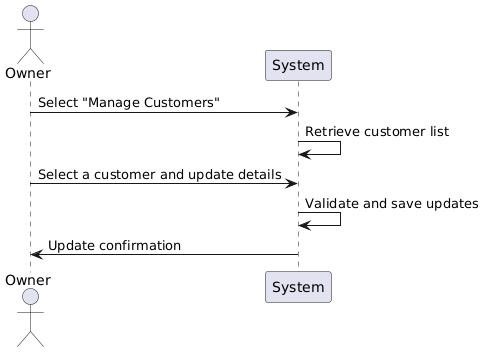 Owner
System
Select "Manage Customers"
Retrieve customer list
Select a customer and update details
Validate and save updates
Update confirmation
Owner
System